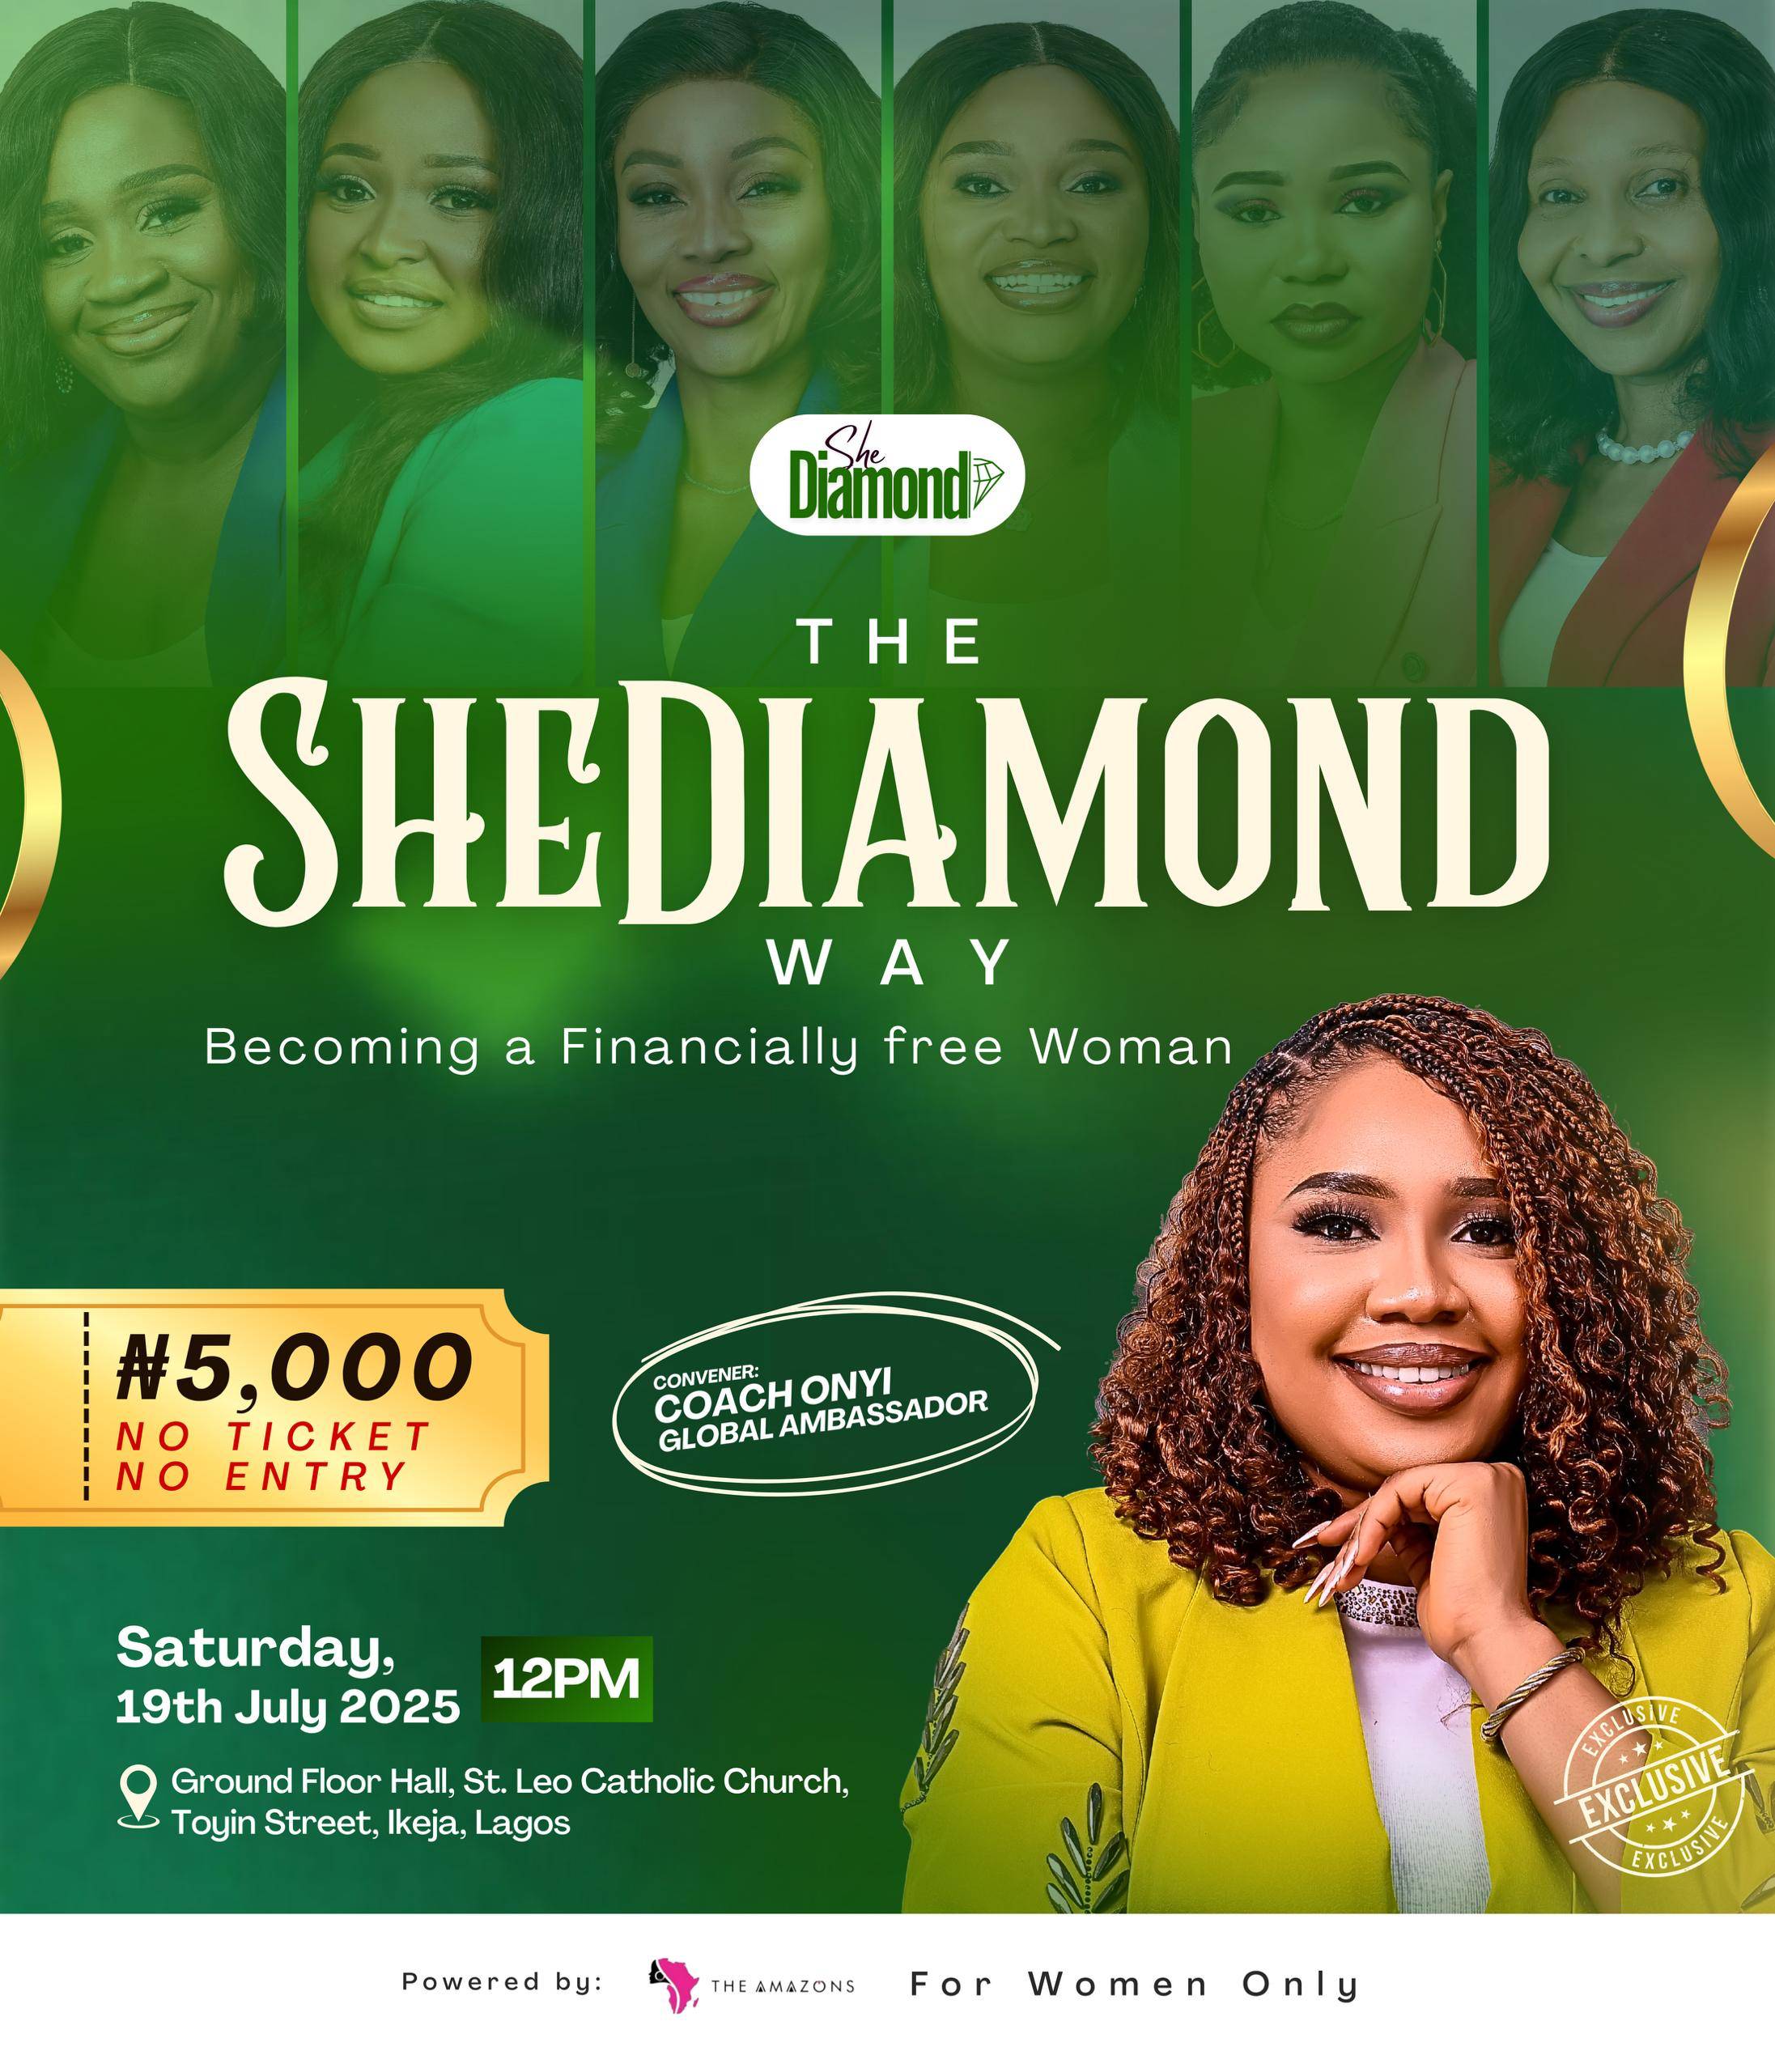 She
Diamond
THE
SHEDIAMOND
WAY
Becoming a Financially free Woman
₦5,000
NO TICKET
NO ENTRY
CONVENER:
COACH ONYI
GLOBAL AMBASSADOR
Saturday,
19th July 2025
12PM
Ground Floor Hall, St. Leo Catholic Church,
Toyin Street, Ikeja, Lagos
EXCLUSIVE
EXCLUSIVE
EXCLUSIVE
Powered by:
THE AMAZONS
For Women Only